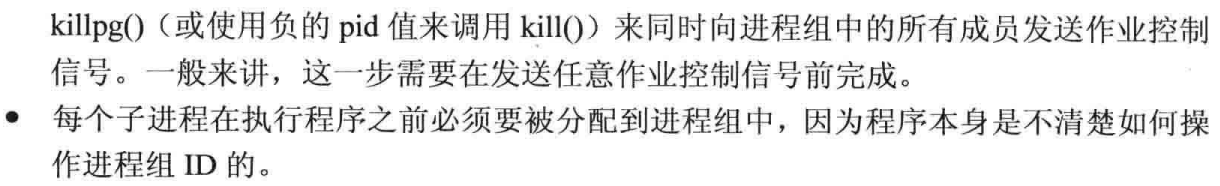 killpg()（或使用负的 pid 值来调用 kill()）来同时向进程组中的所有成员发送作业控制
信号。一般来讲，这一步需要在发送任意作业控制信号前完成。
● 每个子进程在执行程序之前必须要被分配到进程组中，因为程序本身是不清楚如何操
作进程组 ID 的。